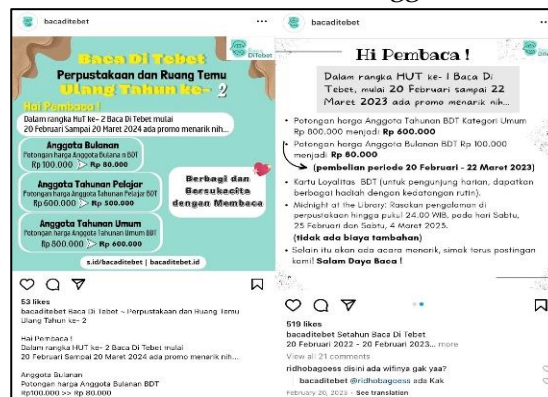 bacaditebet
Baca Di Tebet
Perpustakaan dan Ruang Temu
Ulang Tahun ke- 2
Hai Pembaca !
Dalam rangka HuT ke- 2 Baca Di Tebet mulai
20 Februari Sampai 20 Maret 2024 ada promo menarik nih...
Anggota Bulanan
Potongan harga Anggota Bulanan BDT
Rp 100.000 >> Rp 80.000
Anggota Tahunan Pelajar
Potongan harga Anggota Tahunan Pelajar BDT
Rp 600.000 >> Rp 500.000
Anggota Tahunan Umum
Potongan harga Anggota Tahunan Umum BDT
Rp 800.000 >> Rp 600.000
Berbagi dan
Bersukacita
dengan Membaca
s.id/bacaditebet | bacaditebet.id
53 likes
bacaditebet Baca Di Tebet ~ Perpustakaan dan Ruang Temu
Ulang Tahun ke- 2
Hai Pembaca !
Dalam rangka HUT ke- 2 Baca Di Tebet mulai
20 Februari Sampai 20 Maret 2024 ada promo menarik nih...
Anggota Bulanan
Potongan harga Anggota Bulanan BDT
Rp100.000 >> Rp 80.000
bacaditebet
Hi Pembaca !
Dalam rangka HUT ke- 1 Baca Di
Tebet, mulai 20 Februari sampai 22
Maret 2023 ada promo menarik nih...
• Potongan harga Anggota Tahunan BDT Kategori Umum
Rp 800.000 menjadi Rp 600.000
• Potongan harga Anggota Bulanan BDT Rp 100.000
menjadi Rp 80.000
(pembelian periode 20 Februari - 22 Maret 2023)
• Kartu Loyalitas BDT (untuk pengunjung harian, dapatkan
berbagai hadiah dengan kedatangan rutin).
• Midnight at the Library: Rasakan pengalaman di
perpustakaan hingga pukul 24.00 WIB, pada hari Sabtu,
25 Februari dan Sabtu, 4 Maret 2023.
(tidak ada biaya tambahan)
• Selain itu akan ada acara menarik, simak terus postingan
kami! Salam Daya Baca !
519 likes
bacaditebet Setahun Baca Di Tebet
20 Februari 2022 - 20 Februari 2023... more
View all 21 comments
ridhobagoess disini ada wifinya gak yaa?
bacaditebet @ridhobagoess ada Kak
February 20, 2023 · See translation